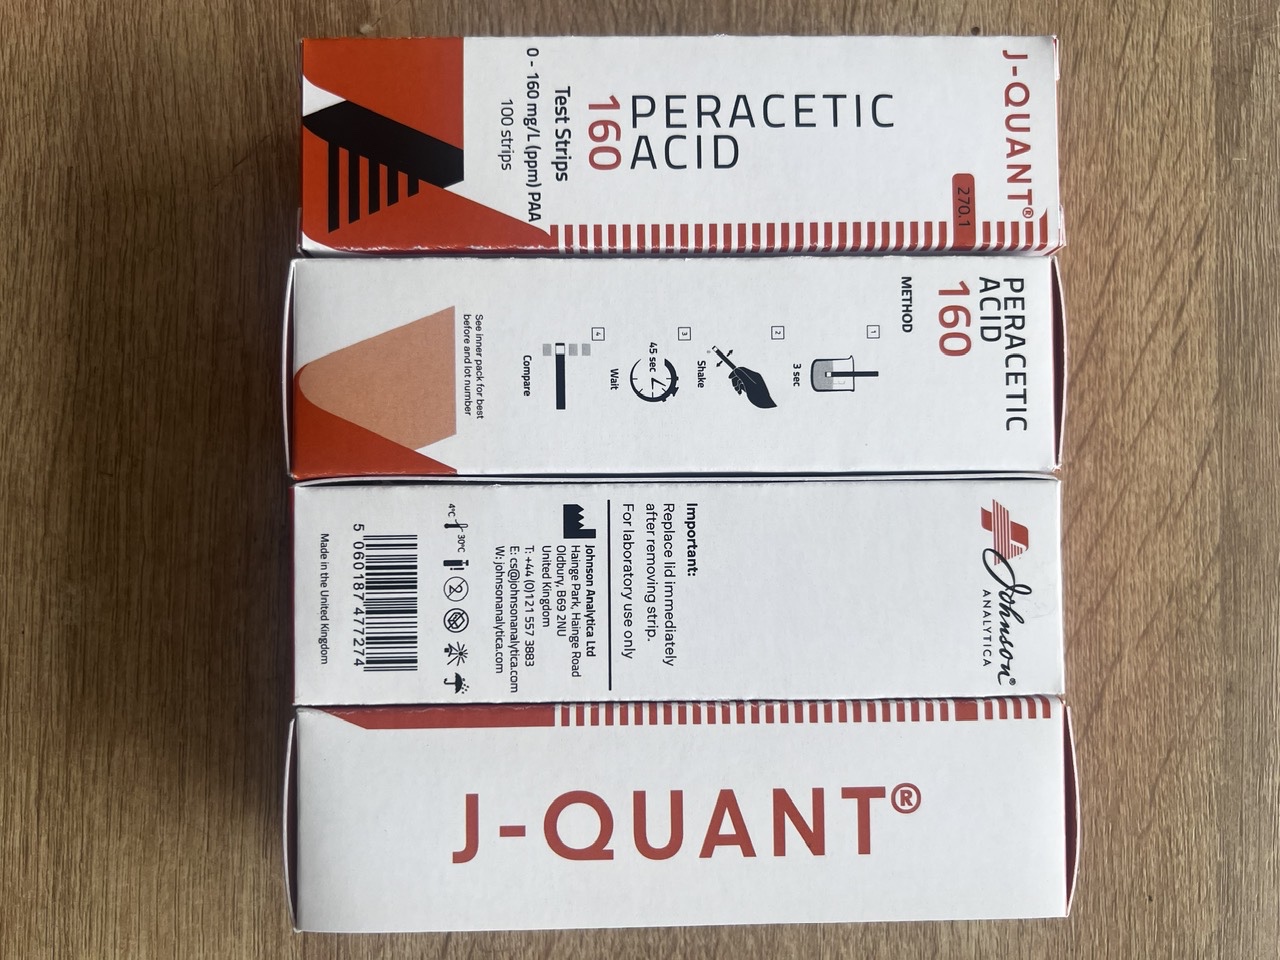 J-QUANT®
270.1
PERACETIC
ACID
160
Test Strips
0 - 160 mg/L (ppm) PAA
100 strips
PERACETIC
ACID
160
METHOD
1
3 sec
2
Shake
3
45 sec
Wait
4
Compare
See inner pack for best
before and lot number
Johnson®
ANALYTICA
Important:
Replace lid immediately
after removing strip.
For laboratory use only
Johnson Analytica Ltd
Hainge Park, Hainge Road
Oldbury. B69 2NU
United Kingdom
T: +44 (0)121 557 3883
E: cs@johnsonanalytica.com
W: johnsonanalytica.com
4°C 30°C 2
5 060187 477274
Made in the United Kingdom
J-QUANT®